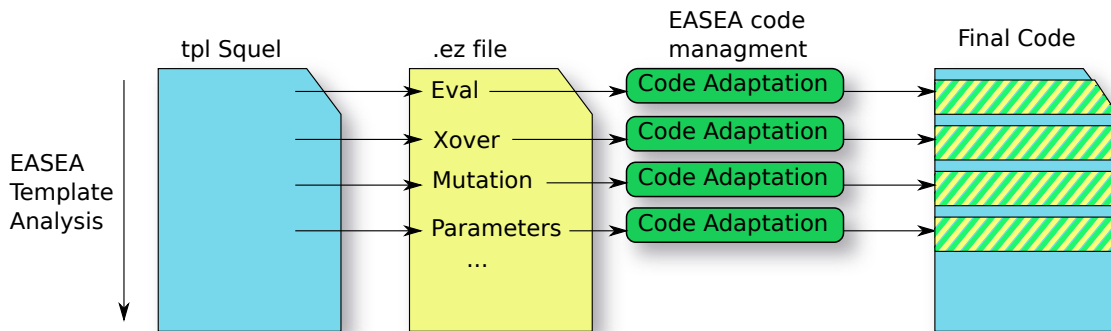 tpl Squel
.ez file
EASEA code
managment
Final Code
EASEA
Template
Analysis
Eval
Code Adaptation
Xover
Code Adaptation
Mutation
Code Adaptation
Parameters
Code Adaptation
...